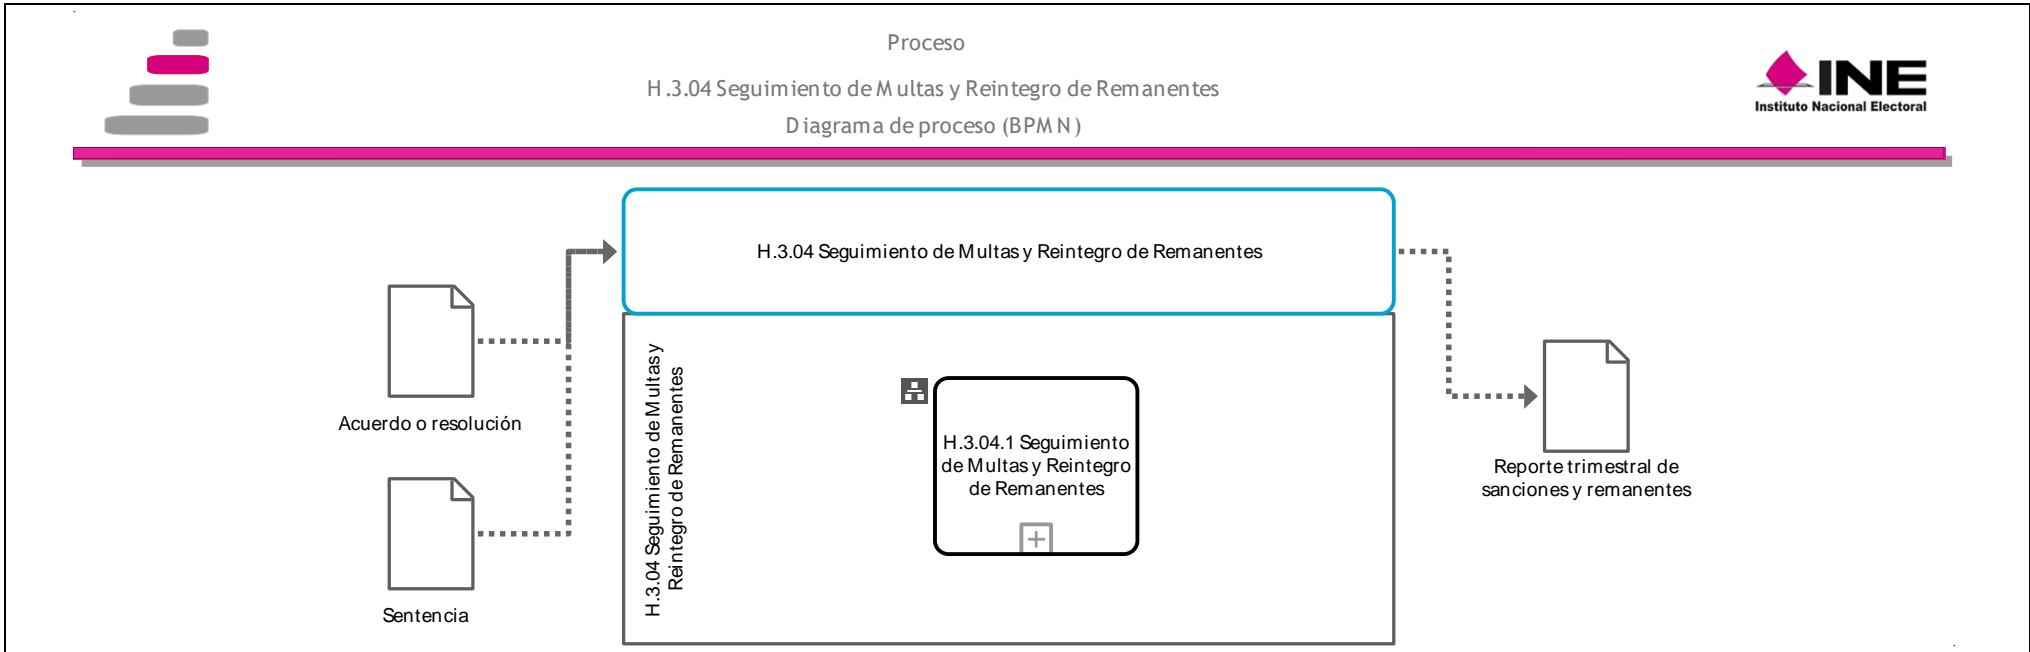 Proceso
H.3.04 Seguimiento de Multas y Reintegro de Remanentes
Diagrama de proceso (BPMN)
INE
Instituto Nacional Electoral
H.3.04 Seguimiento de Multas y Reintegro de Remanentes
Acuerdo o resolución
Sentencia
H.3.04 Seguimiento de Multas y
Reintegro de Remanentes
H.3.04.1 Seguimiento
de Multas y Reintegro
de Remanentes
Reporte trimestral de
sanciones y remanentes